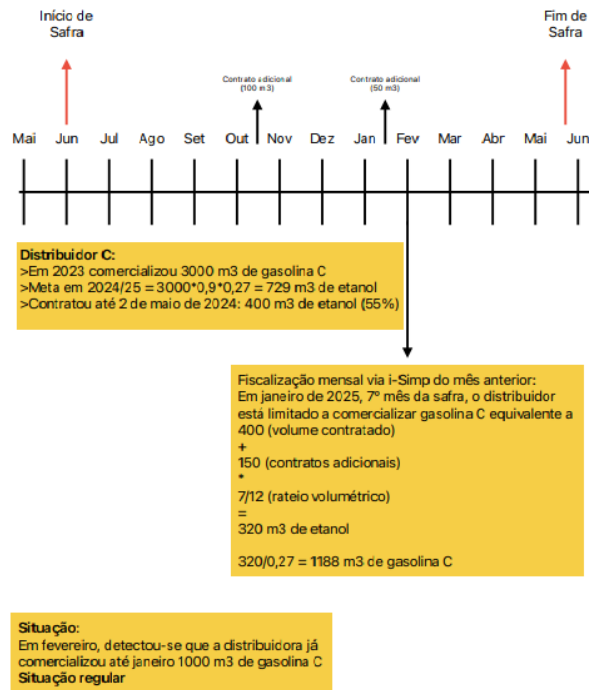 Início de
Safra
Fim de
Safra
Contrato adicional
(100 m3)
Contrato adicional
(50 m3)
Mai Jun Jul Ago Set Out Nov Dez Jan Fev Mar Abr Mai Jun
Distribuidor C:
>Em 2023 comercializou 3000 m3 de gasolina C
>Meta em 2024/25 = 3000*0,9*0,27 = 729 m3 de etanol
>Contratou até 2 de maio de 2024: 400 m3 de etanol (55%)
Fiscalização mensal via i-Simp do mês anterior:
Em janeiro de 2025, 7º mês da safra, o distribuidor
está limitado a comercializar gasolina C equivalente a
400 (volume contratado)
+
150 (contratos adicionais)
*
7/12 (rateio volumétrico)
=
320 m3 de etanol
320/0,27 = 1188 m3 de gasolina C
Situação:
Em fevereiro, detectou-se que a distribuidora já
comercializou até janeiro 1000 m3 de gasolina C
Situação regular